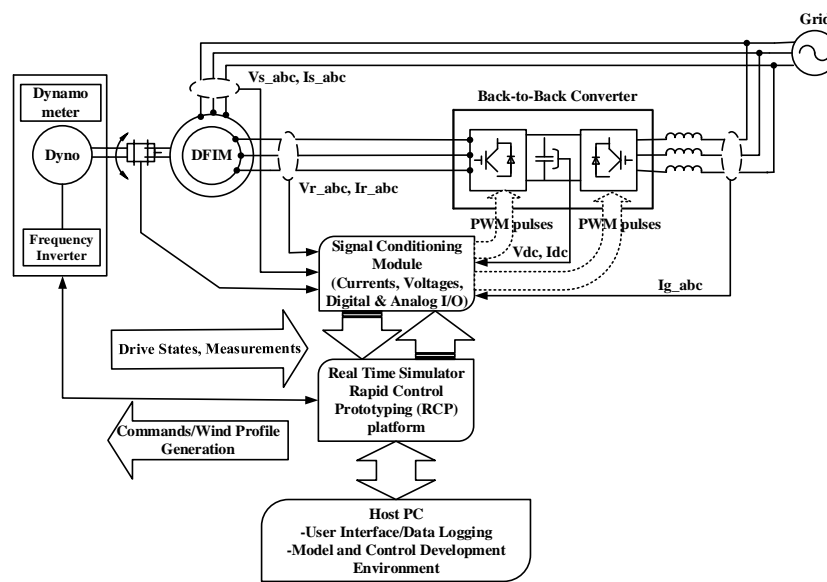 Grid
Vs_abc, Is_abc
Back-to-Back Converter
Dynamo
meter
Dyno
DFIM
Vr_abc, Ir_abc
PWM pulses
PWM pulses
Frequency
Inverter
Signal Conditioning
Module
(Currents, Voltages,
Digital & Analog I/O)
Vdc, Idc
Ig_abc
Drive States, Measurements
Real Time Simulator
Rapid Control
Prototyping (RCP)
platform
Commands/Wind Profile
Generation
Host PC
-User Interface/Data Logging
-Model and Control Development
Environment